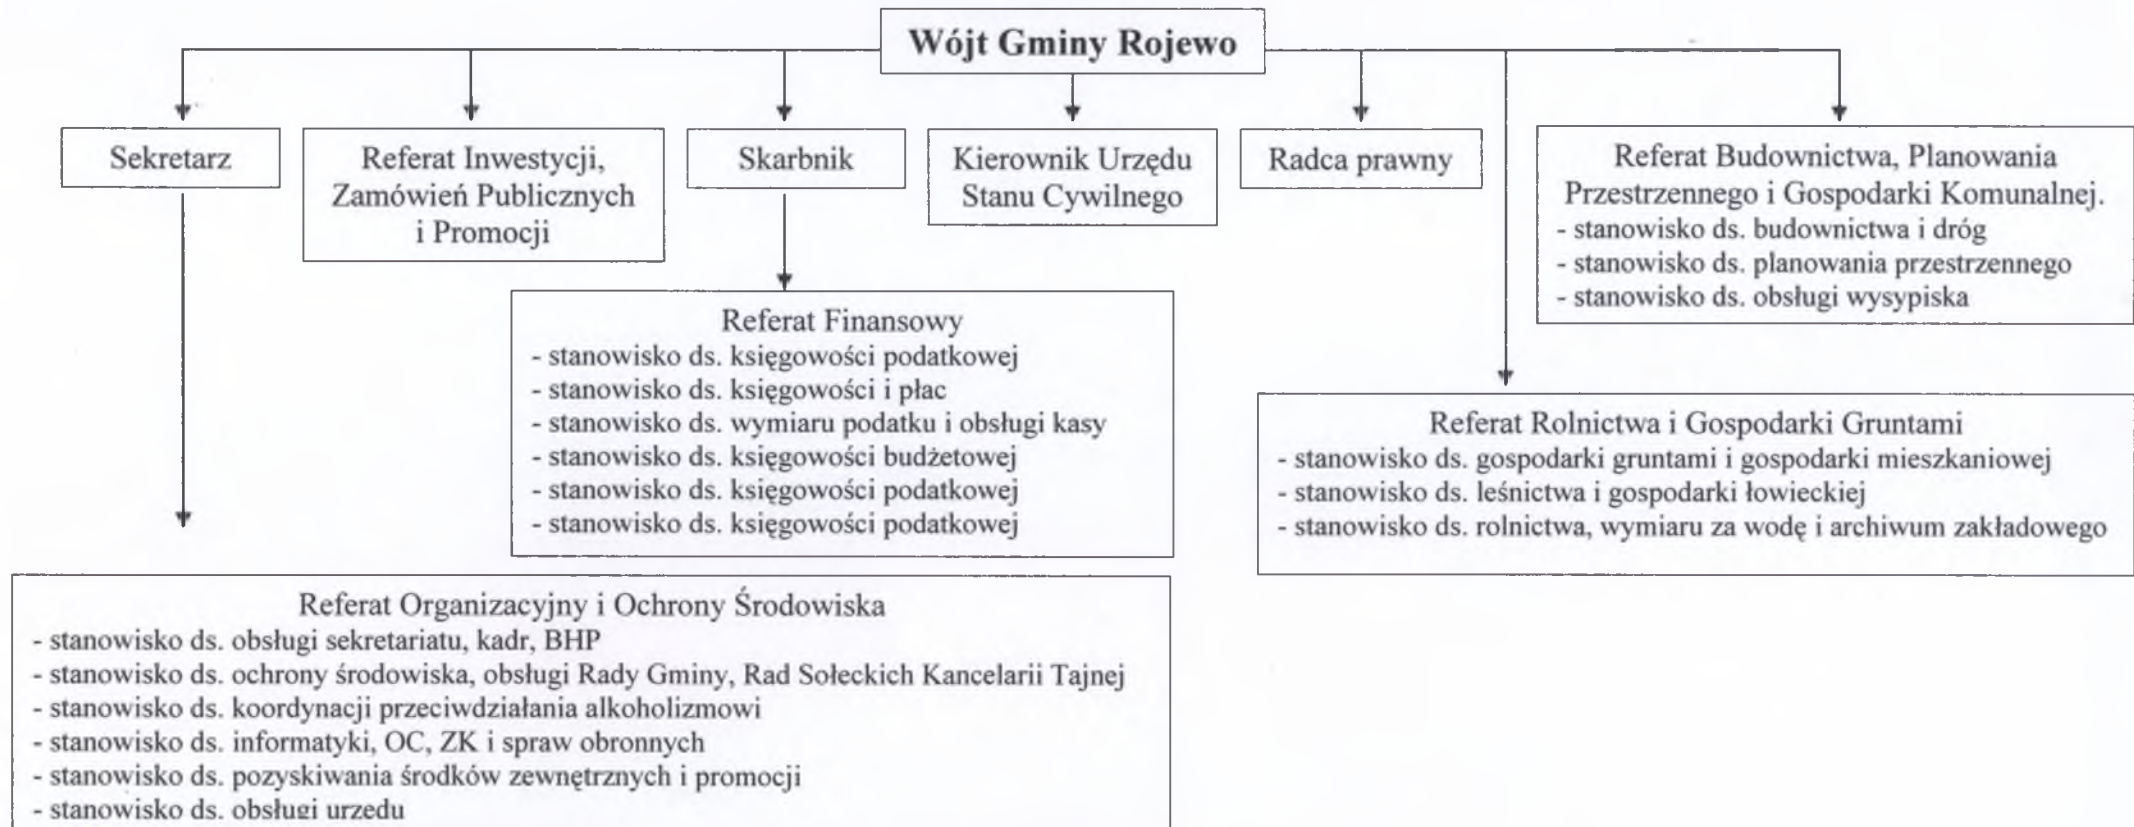 Wójt Gminy Rojewo
Sekretarz
Referat Inwestycji,
Zamówień Publicznych
i Promocji
Skarbnik
Kierownik Urzędu
Stanu Cywilnego
Radca prawny
Referat Budownictwa, Planowania
Przestrzennego i Gospodarki Komunalnej.
- stanowisko ds. budownictwa i dróg
- stanowisko ds. planowania przestrzennego
- stanowisko ds. obsługi wysypiska
Referat Finansowy
- stanowisko ds. księgowości podatkowej
- stanowisko ds. księgowości i płac
- stanowisko ds. wymiaru podatku i obsługi kasy
- stanowisko ds. księgowości budżetowej
- stanowisko ds. księgowości podatkowej
- stanowisko ds. księgowości podatkowej
Referat Rolnictwa i Gospodarki Gruntami
- stanowisko ds. gospodarki gruntami i gospodarki mieszkaniowej
- stanowisko ds. leśnictwa i gospodarki łowieckiej
- stanowisko ds. rolnictwa, wymiaru za wodę i archiwum zakładowego
Referat Organizacyjny i Ochrony Środowiska
- stanowisko ds. obsługi sekretariatu, kadr, BHP
- stanowisko ds. ochrony środowiska, obsługi Rady Gminy, Rad Sołeckich Kancelarii Tajnej
- stanowisko ds. koordynacji przeciwdziałania alkoholizmowi
- stanowisko ds. informatyki, OC, ZK i spraw obronnych
- stanowisko ds. pozyskiwania środków zewnętrznych i promocji
- stanowisko ds. obsługi urzędu